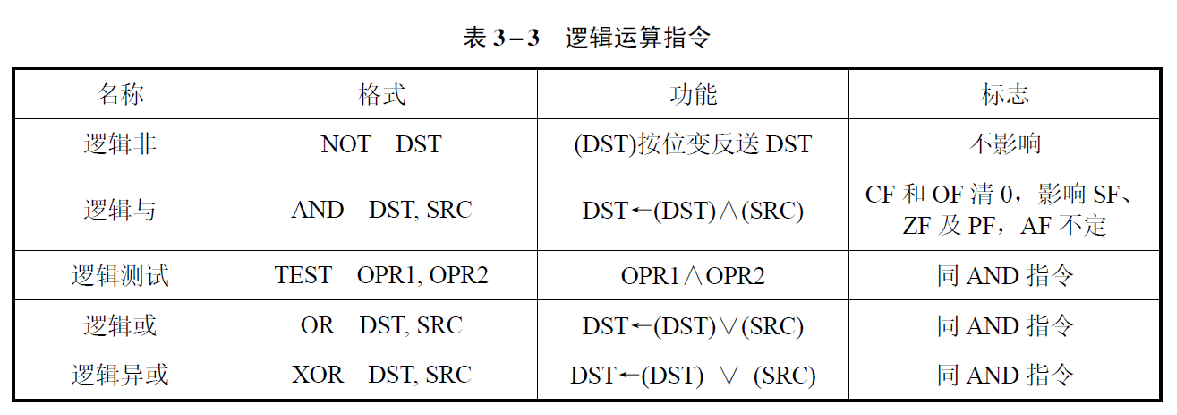 表 3-3 逻辑运算指令
名称 格式 功能 标志
逻辑非 NOT DST (DST)按位变反送 DST 不影响
逻辑与 AND DST, SRC DST←(DST)∧(SRC) CF 和 OF 清 0，影响 SF、
ZF 及 PF，AF 不定
逻辑测试 TEST OPR1, OPR2 OPR1∧OPR2 同 AND 指令
逻辑或 OR DST, SRC DST←(DST)∨(SRC) 同 AND 指令
逻辑异或 XOR DST, SRC DST←(DST) ∨ (SRC) 同 AND 指令